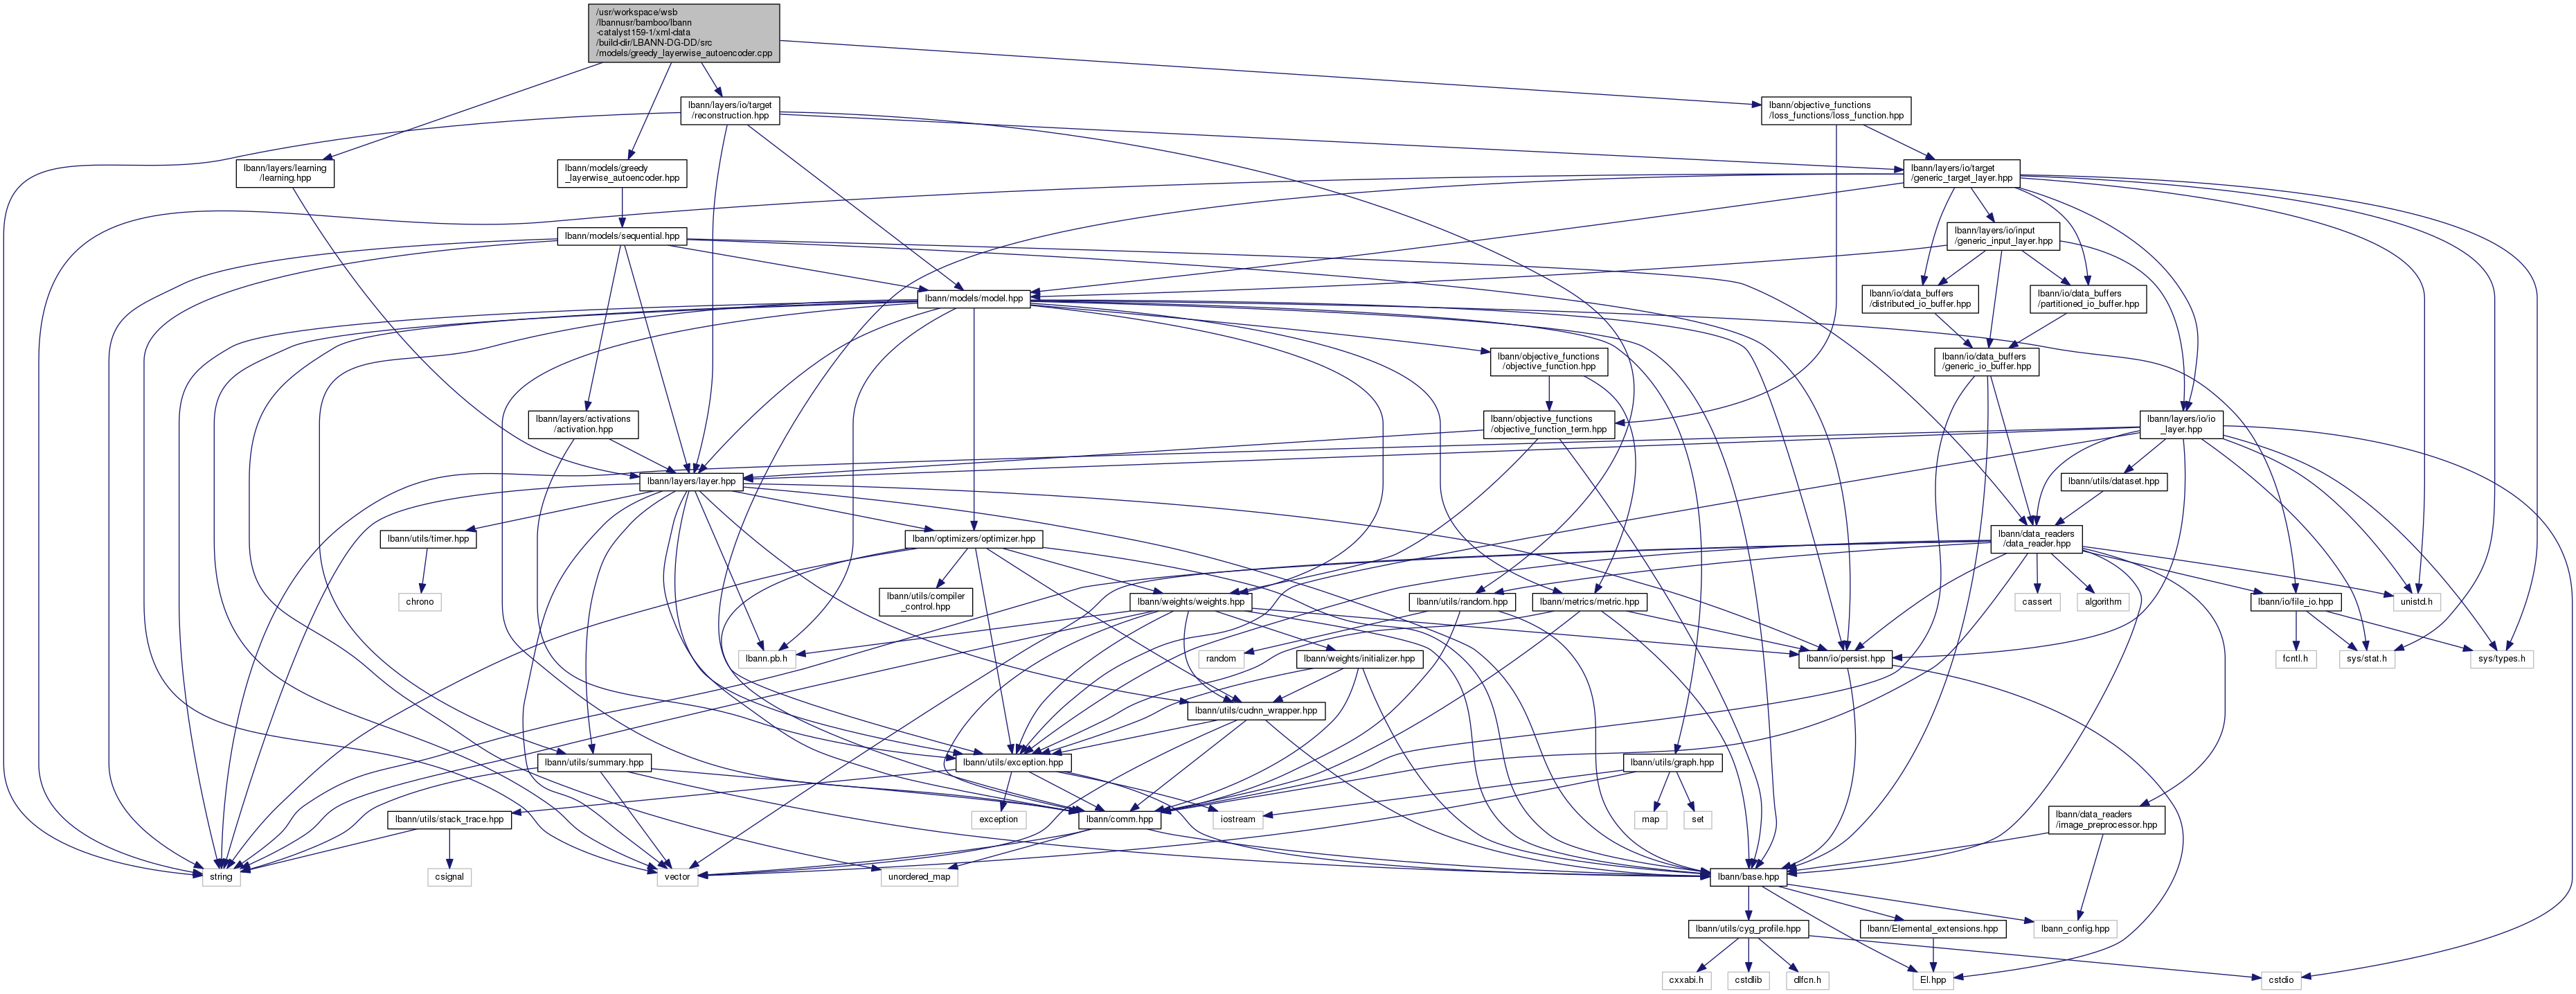 /usr/workspace/wsb
/lbannusr/bamboo/lbann
-catalyst159-1/xml-data
/build-dir/LBANN-DG-DD/src
/models/greedy_layerwise_autoencoder.cpp
lbann/layers/io/target
/reconstruction.hpp
lbann/objective_functions
/loss_functions/loss_function.hpp
lbann/layers/learning
/learning.hpp
lbann/models/greedy
_layerwise_autoencoder.hpp
lbann/layers/io/target
/generic_target_layer.hpp
lbann/models/sequential.hpp
lbann/layers/io/input
/generic_input_layer.hpp
lbann/models/model.hpp
lbann/io/data_buffers
/distributed_io_buffer.hpp
lbann/io/data_buffers
/partitioned_io_buffer.hpp
lbann/objective_functions
/objective_function.hpp
lbann/io/data_buffers
/generic_io_buffer.hpp
lbann/layers/activations
/activation.hpp
lbann/objective_functions
/objective_function_term.hpp
lbann/layers/io/io
_layer.hpp
lbann/layers/layer.hpp
lbann/utils/dataset.hpp
lbann/utils/timer.hpp
lbann/optimizers/optimizer.hpp
lbann/data_readers
/data_reader.hpp
chrono
lbann/utils/compiler
_control.hpp
lbann/weights/weights.hpp
lbann/utils/random.hpp
lbann/metrics/metric.hpp
cassert
algorithm
lbann/io/file_io.hpp
unistd.h
lbann.pb.h
random
lbann/weights/initializer.hpp
lbann/io/persist.hpp
fcntl.h
sys/stat.h
sys/types.h
lbann/utils/cudnn_wrapper.hpp
lbann/utils/summary.hpp
lbann/utils/exception.hpp
lbann/utils/graph.hpp
lbann/utils/stack_trace.hpp
exception
lbann/comm.hpp
iostream
map
set
lbann/data_readers
/image_preprocessor.hpp
string
csignal
vector
unordered_map
lbann/base.hpp
lbann/utils/cyg_profile.hpp
lbann/Elemental_extensions.hpp
lbann_config.hpp
cxxabi.h
cstdlib
dlfcn.h
El.hpp
cstdio